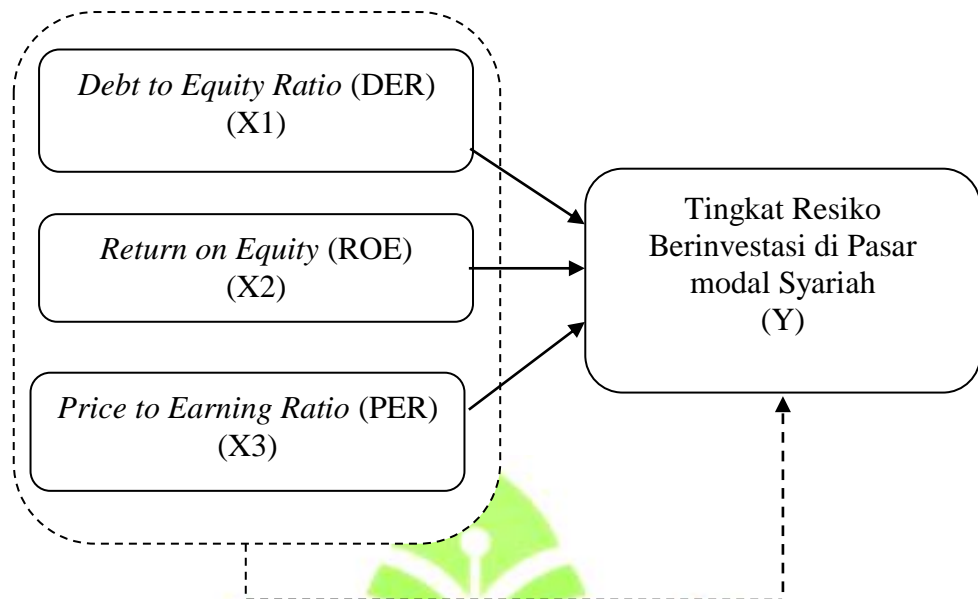 Debt to Equity Ratio (DER)
(X1)
Return on Equity (ROE)
(X2)
Price to Earning Ratio (PER)
(X3)
Tingkat Resiko
Berinvestasi di Pasar
modal Syariah
(Y)